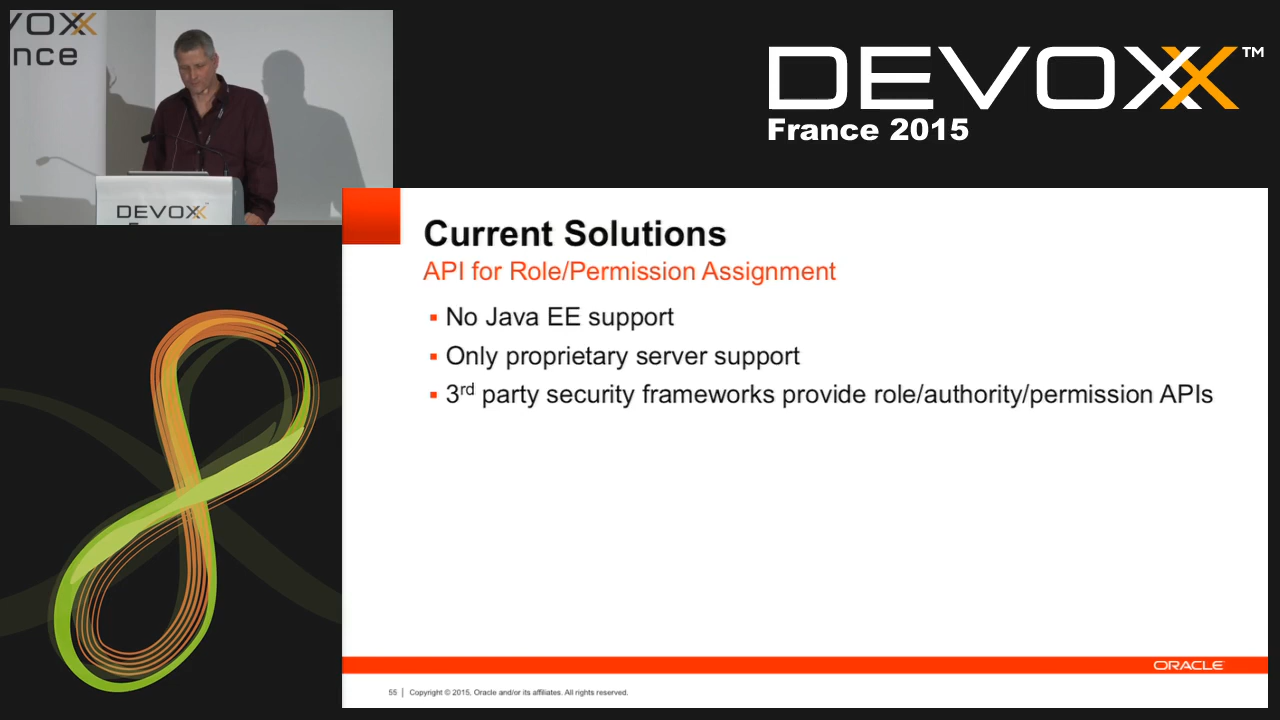 VOXX
nce
DEVOXX
DEVOXX™
France 2015
Current Solutions
API for Role/Permission Assignment
▪ No Java EE support
▪ Only proprietary server support
▪ 3rd party security frameworks provide role/authority/permission APIs
ORACLE
55 | Copyright © 2015, Oracle and/or its affiliates. All rights reserved.